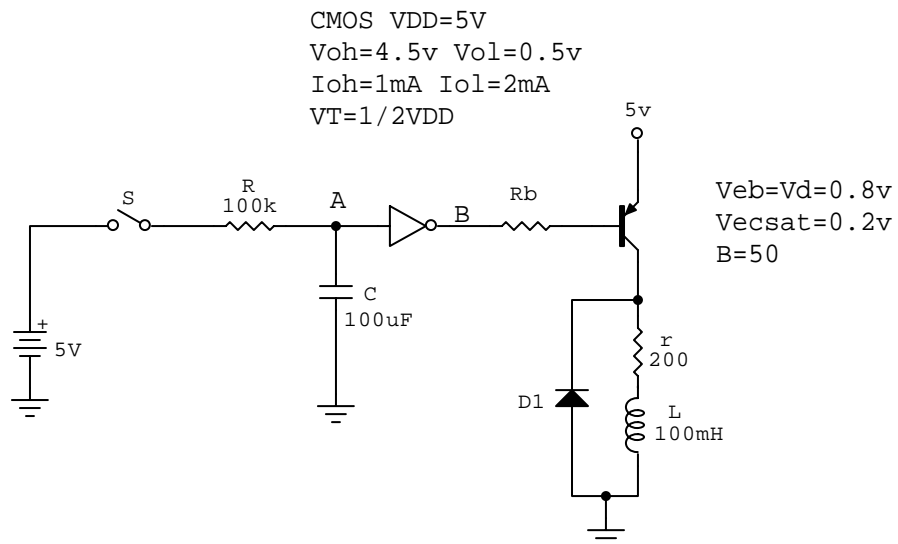 CMOS VDD=5V
Voh=4.5v Vol=0.5v
Ioh=1mA Iol=2mA
VT=1/2VDD
5v
S
R
100k
A
B
Rb
Veb=Vd=0.8v
Vecsat=0.2v
B=50
C
100uF
+
5V
r
200
D1
L
100mH